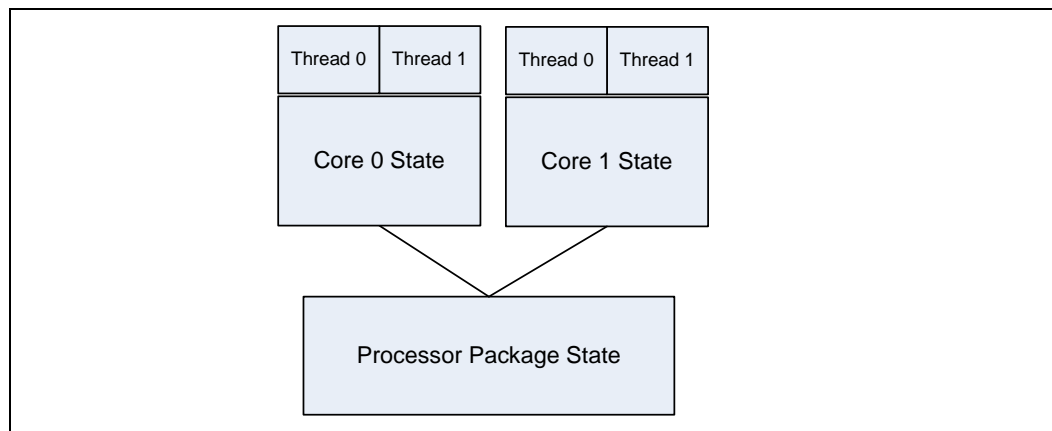 Thread 0 Thread 1 Thread 0 Thread 1
Core 0 State Core 1 State
Processor Package State